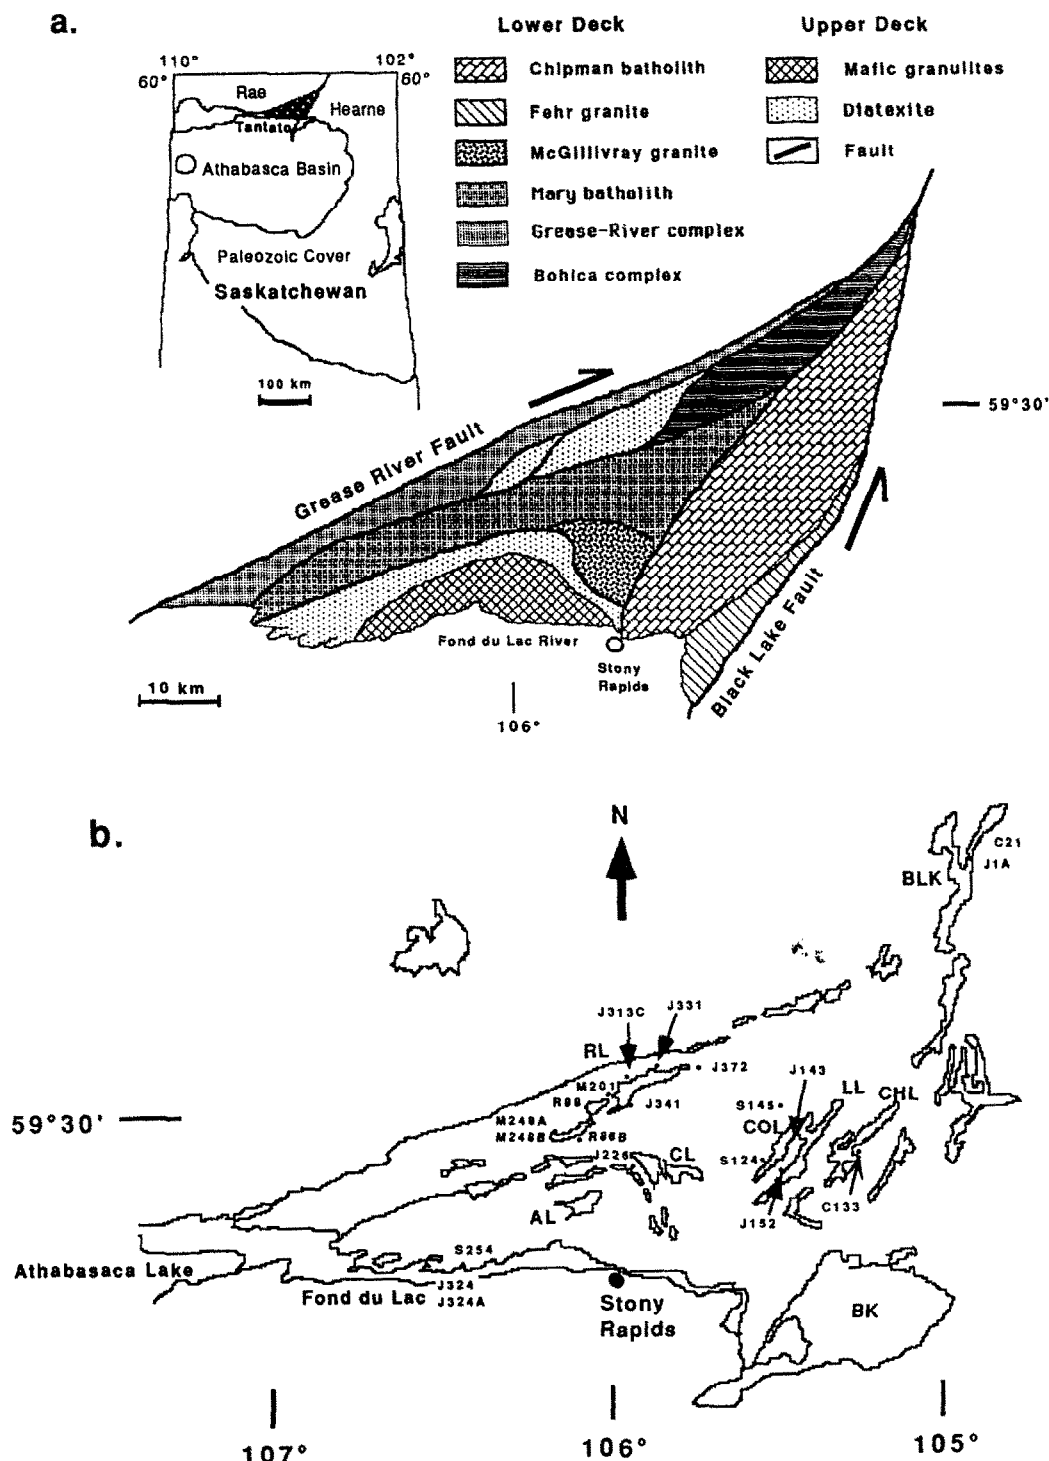 a.
Lower Deck
Upper Deck
110°
102°
60°
60°
Rae
Hearne
Tantato
Athabasca Basin
Paleozoic Cover
Saskatchewan
100 km
Chipman batholith
Fehr granite
McGillivray granite
Mary batholith
Grease-River complex
Bohica complex
Mafic granulites
Diatexite
Fault
59°30'
Grease River Fault
Black Lake Fault
Fond du Lac River
Stony
Rapids
10 km
106°
b.
N
C21
J1A
BLK
J313C
J331
RL
J372
M201
R99
J341
M248A
M248B
R86B
J226
CL
AL
J143
S145
COL
LL
CHL
S124
J152
C133
59°30'
S254
Athabasaca Lake
Fond du Lac
J324
J324A
Stony
Rapids
BK
107°
106°
105°